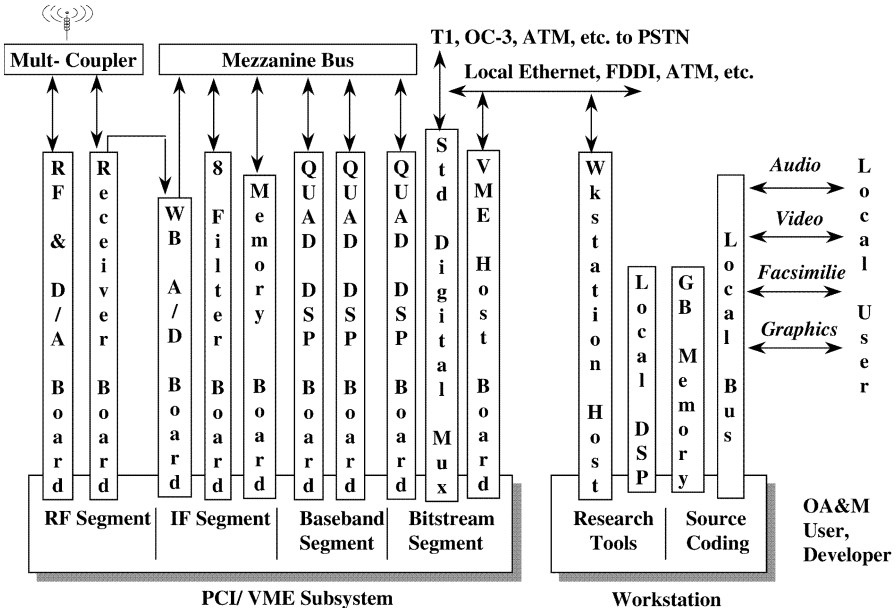 T1, OC-3, ATM, etc. to PSTN
Mult- Coupler
Mezzanine Bus
Local Ethernet, FDDI, ATM, etc.
RF & D/A Board
Receiver Board
WB A/D Board
8 Filter Board
Memory Board
QUAD DSP Board
QUAD DSP Board
QUAD DSP Board
Std Digital Mux
VME Host Board
Wkstation Host
Local DSP
GB Memory
Local Bus
Audio
Video
Facsimilie
Graphics
Local User
RF Segment
IF Segment
Baseband
Segment
Bitstream
Segment
Research
Tools
Source
Coding
OA&M
User,
Developer
PCI/ VME Subsystem
Workstation